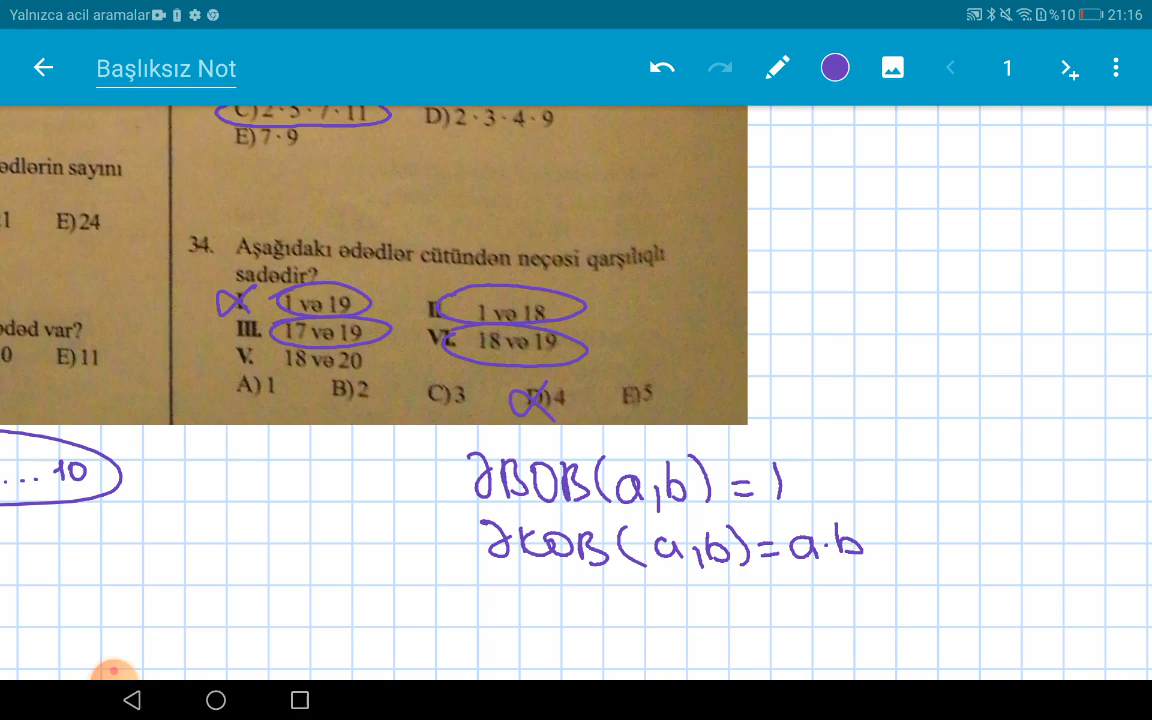 Yalnızca acil aramalar %10 21:16
Başlıksız Not 1
C) 2 · 5 · 7 · 11 D) 2 · 3 · 4 · 9
E) 7 · 9
ədlərin sayını
1 E) 24
34. Aşağıdakı ədədlər cütündən neçəsi qarşılıqlı
sadədir?
1 və 19 II. 1 və 18
ədəd var?
III. 17 və 19 VI. 18 və 19
0 E) 11
V. 18 və 20
A) 1 B) 2 C) 3 D) 4 E) 5
... 10
ƏBOB(a,b) = 1
ƏKOB(a,b) = a·b